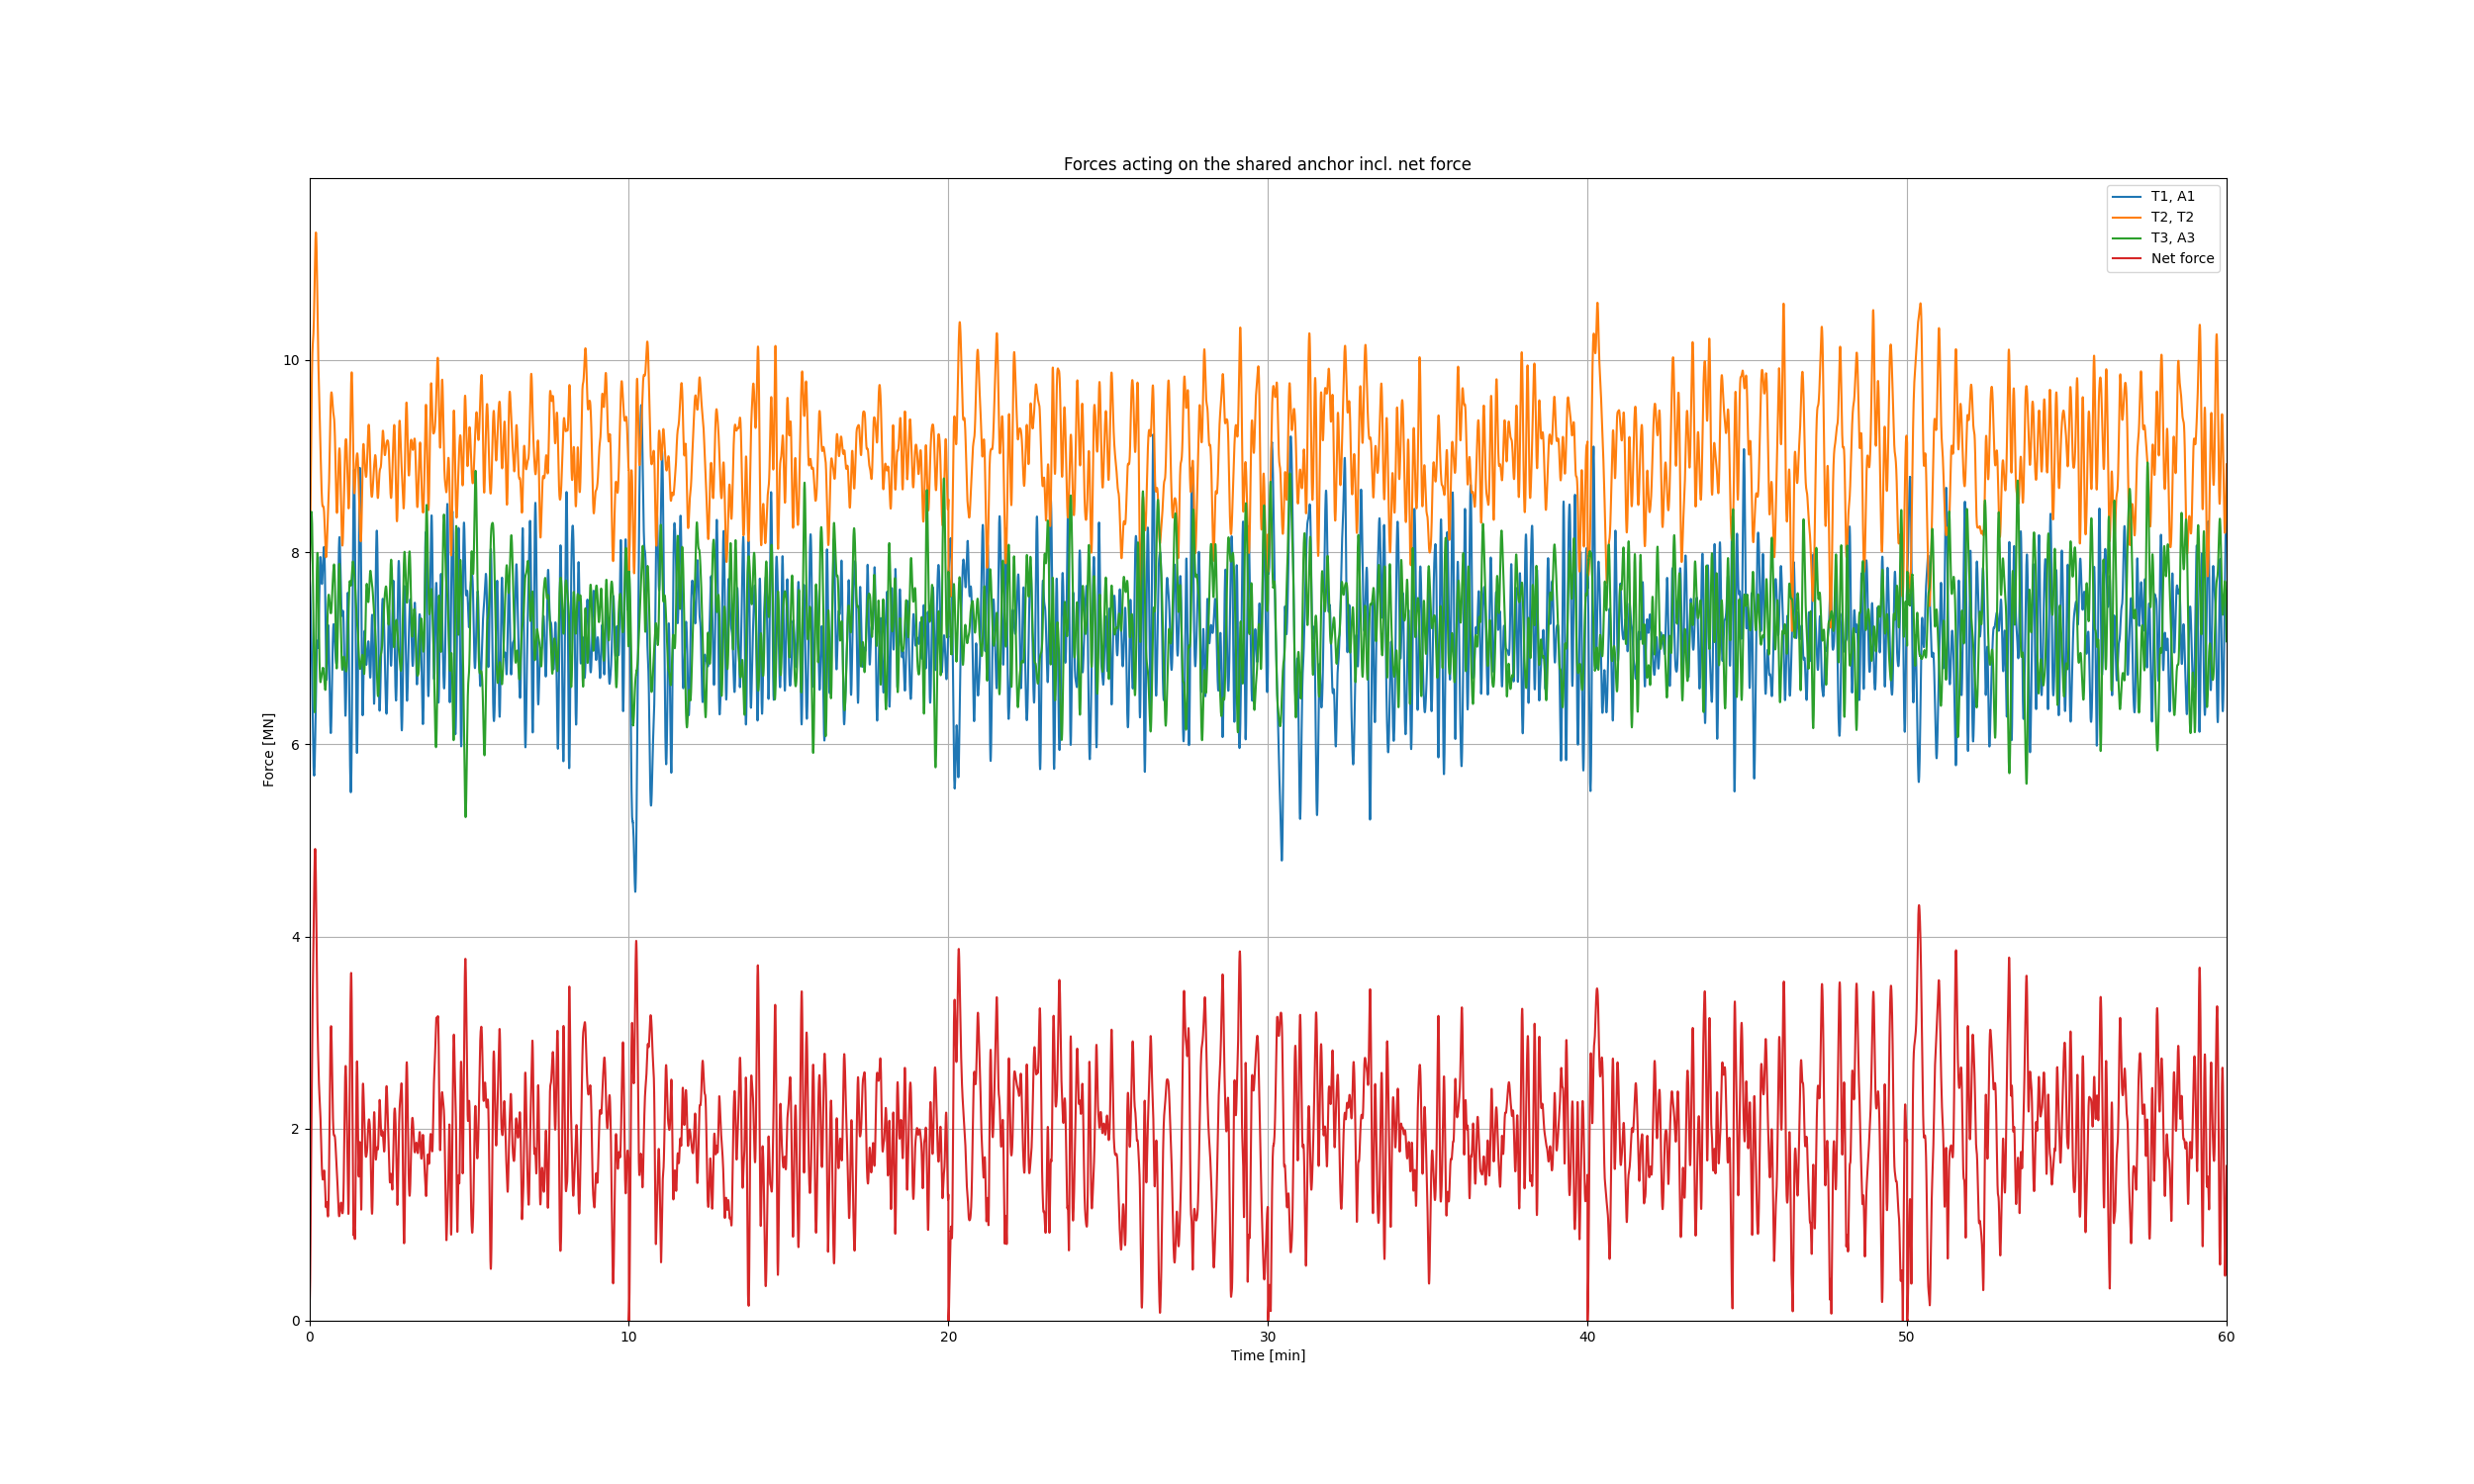 Forces acting on the shared anchor incl. net force
T1, A1
T2, T2
T3, A3
Net force
Force [MN]
10
8
6
4
2
0
0 10 20 30 40 50 60
Time [min]